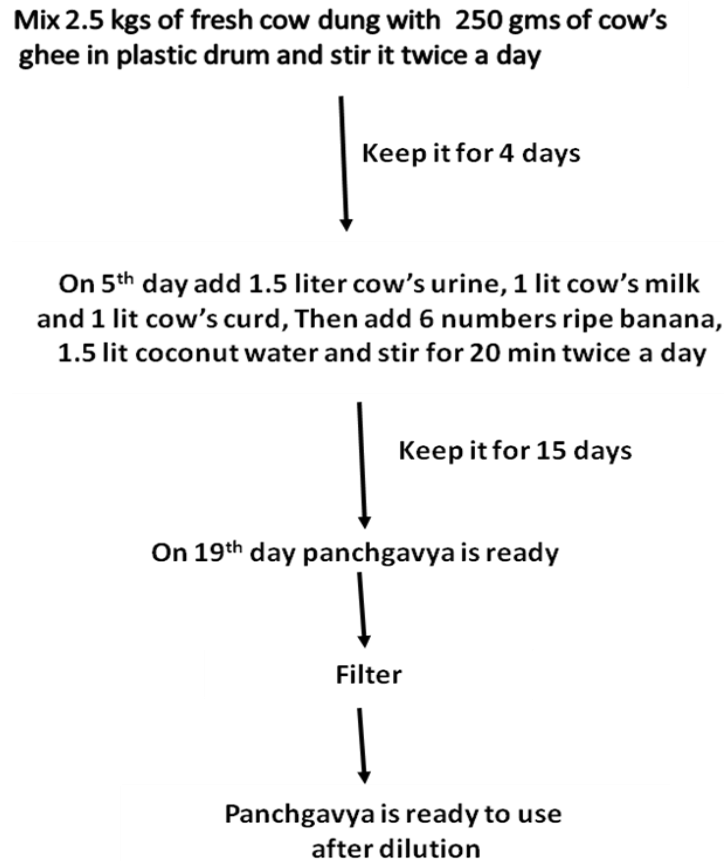 Mix 2.5 kgs of fresh cow dung with 250 gms of cow's
ghee in plastic drum and stir it twice a day
Keep it for 4 days
On 5th day add 1.5 liter cow's urine, 1 lit cow's milk
and 1 lit cow's curd, Then add 6 numbers ripe banana,
1.5 lit coconut water and stir for 20 min twice a day
Keep it for 15 days
On 19th day panchgavya is ready
Filter
Panchgavya is ready to use
after dilution